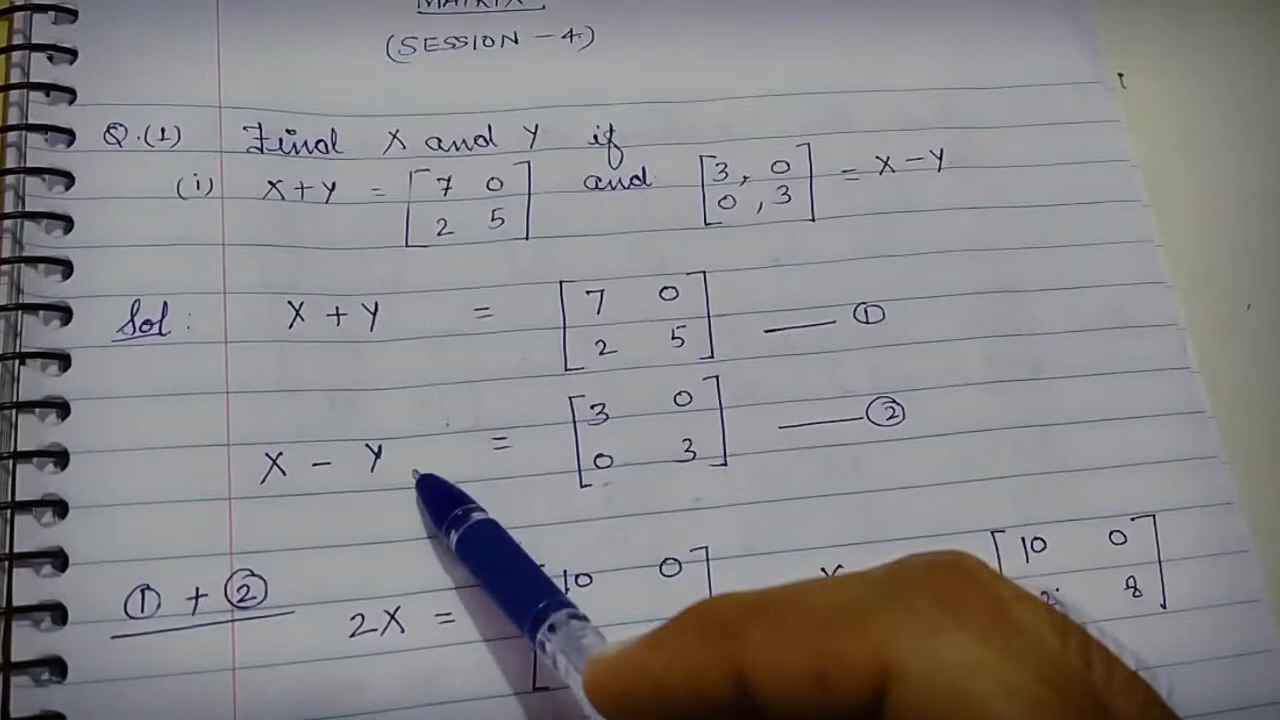 MATRIX
(SESSION - 4)
Q.(1) Find X and Y if
(i) X+Y = [7 0 and [3, 0 = X-Y
2 5] 0, 3]
Sol: X + Y = [7 0 —— ①
2 5]
X - Y = [3 0 —— ②
0 3]
① + ② 2X = [10 0] [10 0
8]